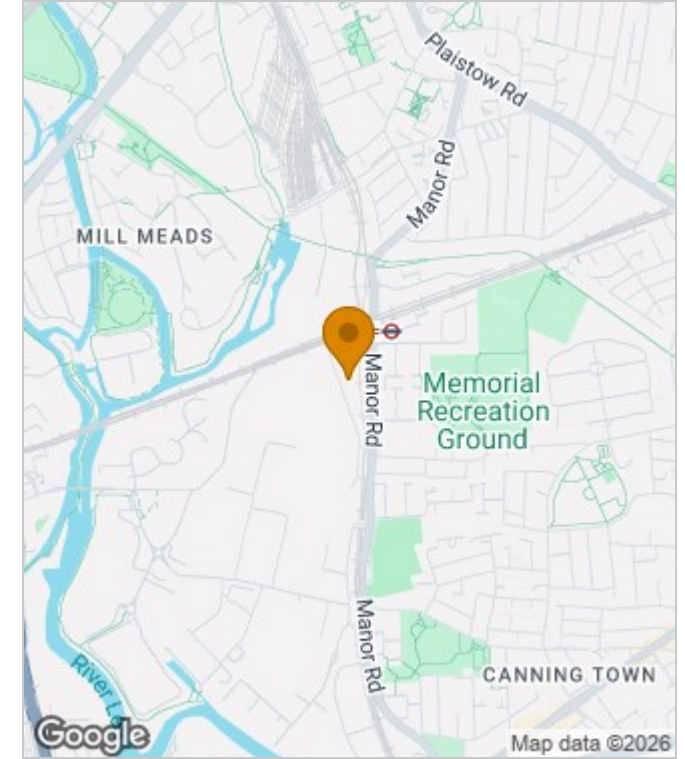 Plaistow Rd
Manor Rd
MILL MEADS
Manor Rd
Memorial
Recreation
Ground
Manor Rd
CANNING TOWN
River Le
Google
Map data ©2026